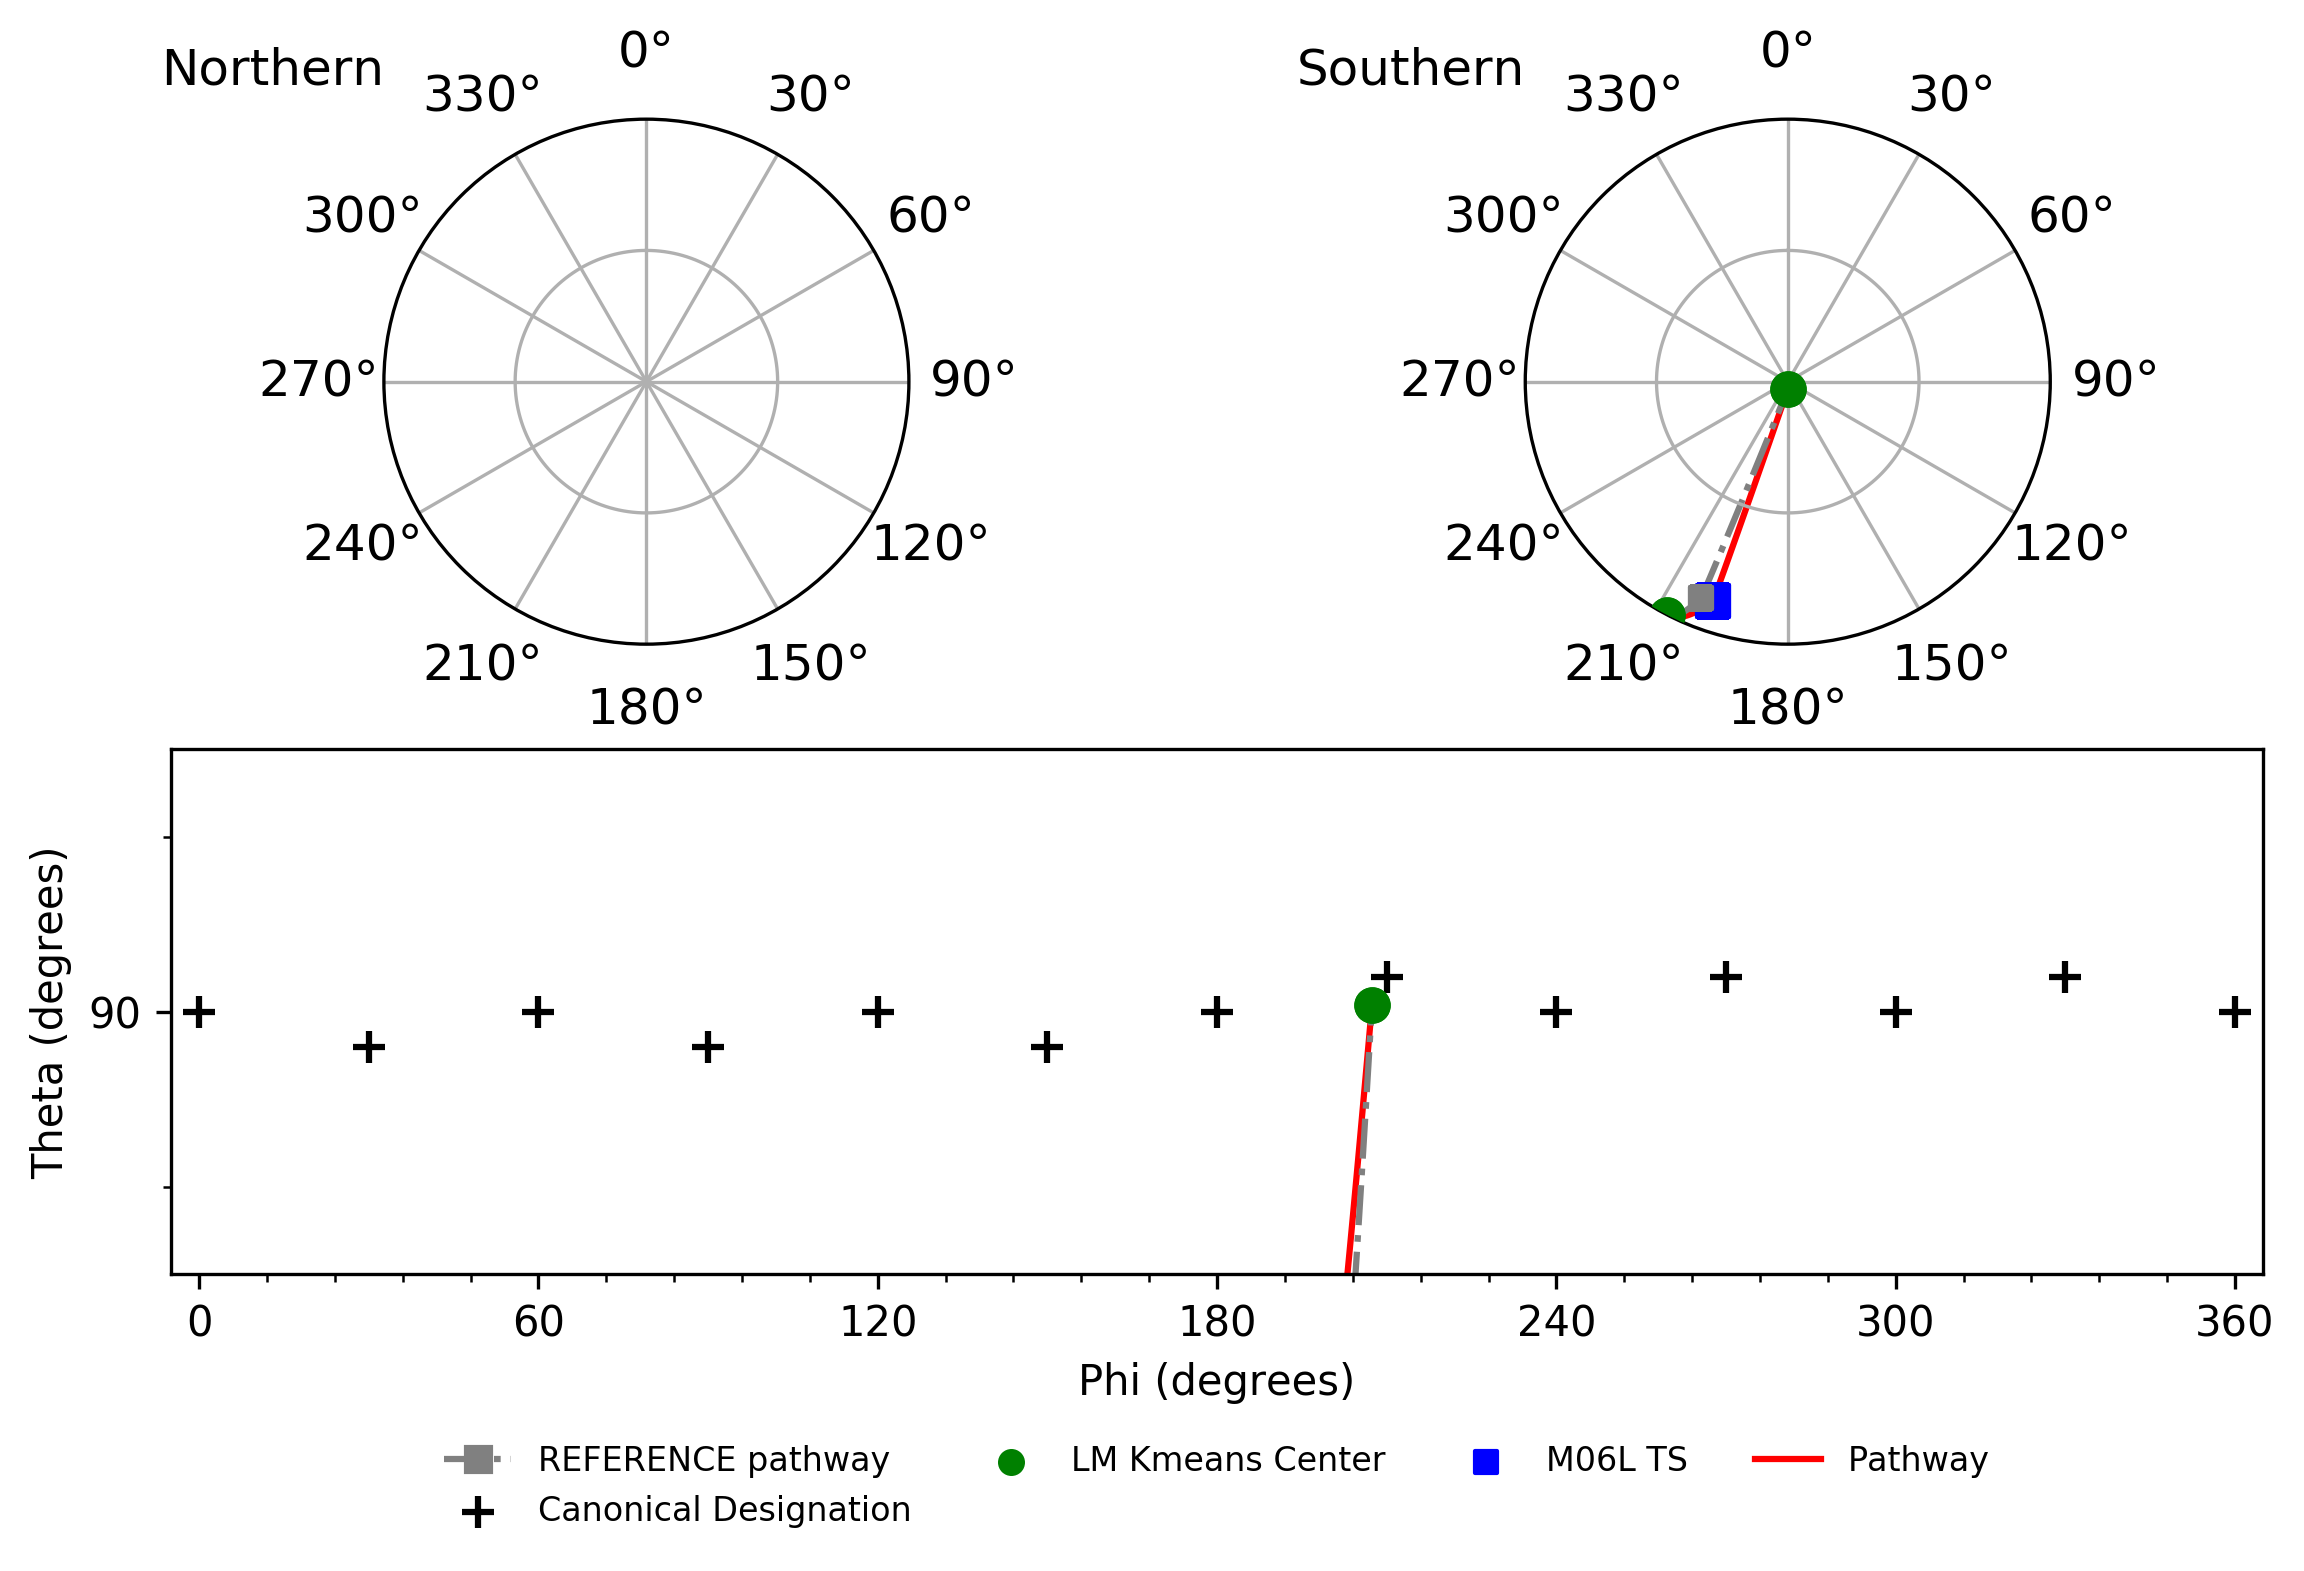 Northern
0°
30°
60°
90°
120°
150°
180°
210°
240°
270°
300°
330°
Southern
0°
30°
60°
90°
120°
150°
180°
210°
240°
270°
300°
330°
Theta (degrees)
90
0 60 120 180 240 300 360
Phi (degrees)
REFERENCE pathway
Canonical Designation
LM Kmeans Center
M06L TS
Pathway